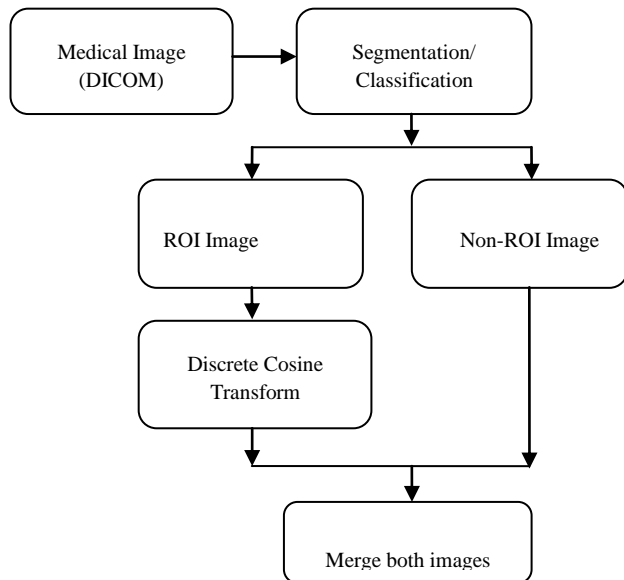 Medical Image
(DICOM)
Segmentation/
Classification
ROI Image
Non-ROI Image
Discrete Cosine
Transform
Merge both images